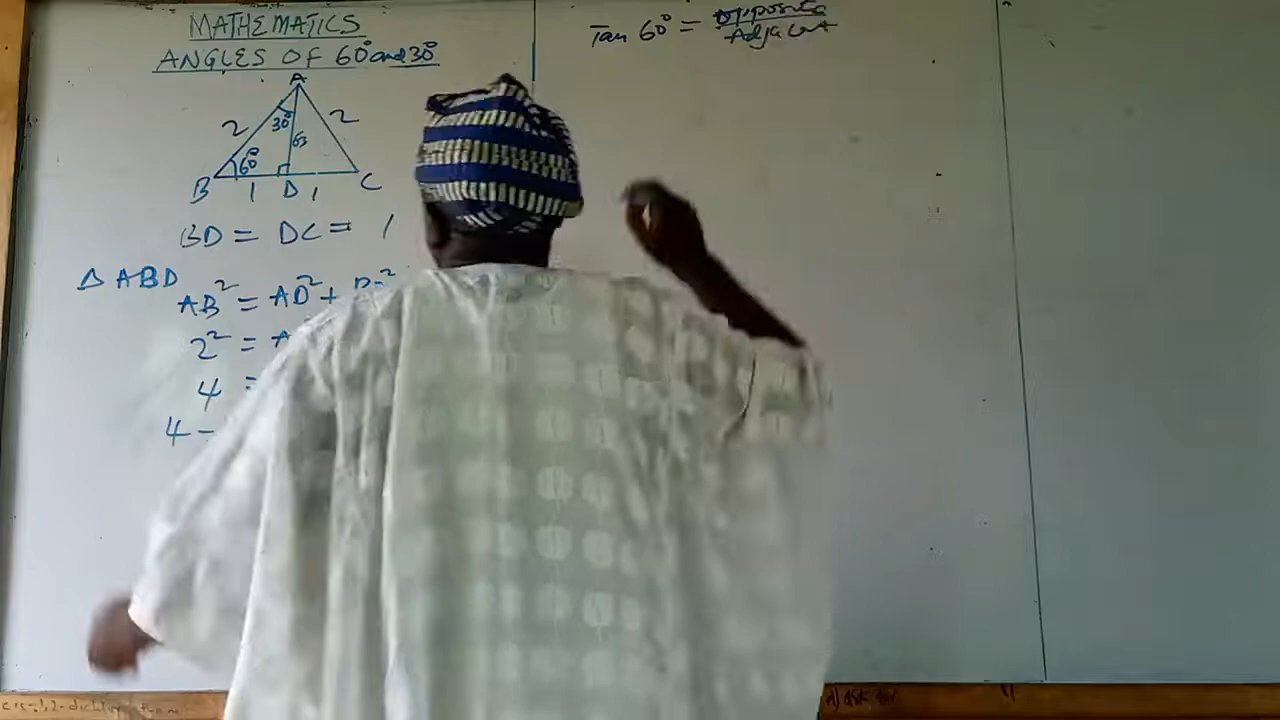 MATHEMATICS
ANGLES OF 60° and 30°
A
2
30°
2
√3
60°
B
1
D
1
C
BD = DC = 1
Δ ABD
AB² = AD² +
2² =
4 =
4 -
Tan 60° = Opposite
Adjacent